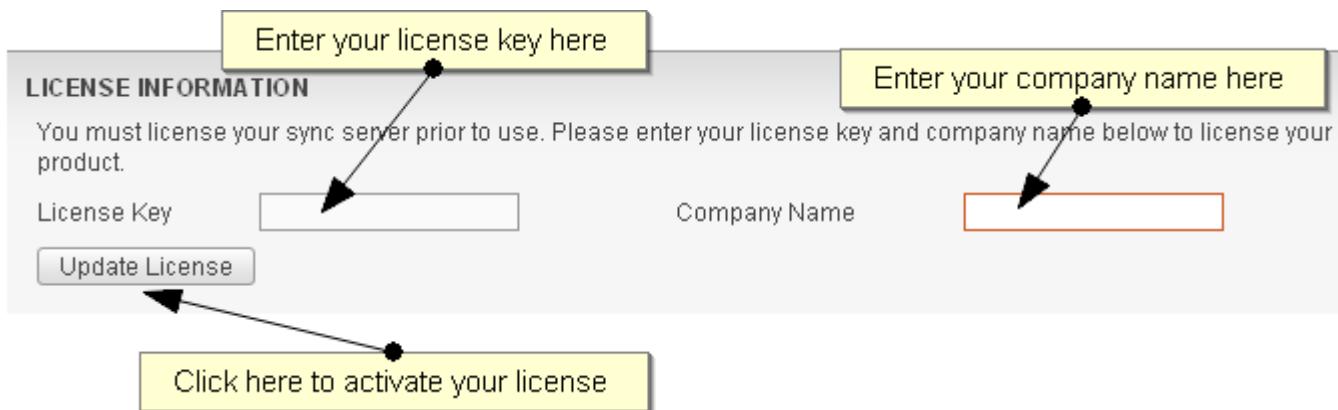 Enter your license key here
Enter your company name here
LICENSE INFORMATION
You must license your sync server prior to use. Please enter your license key and company name below to license your
product.
License Key
Company Name
Update License
Click here to activate your license